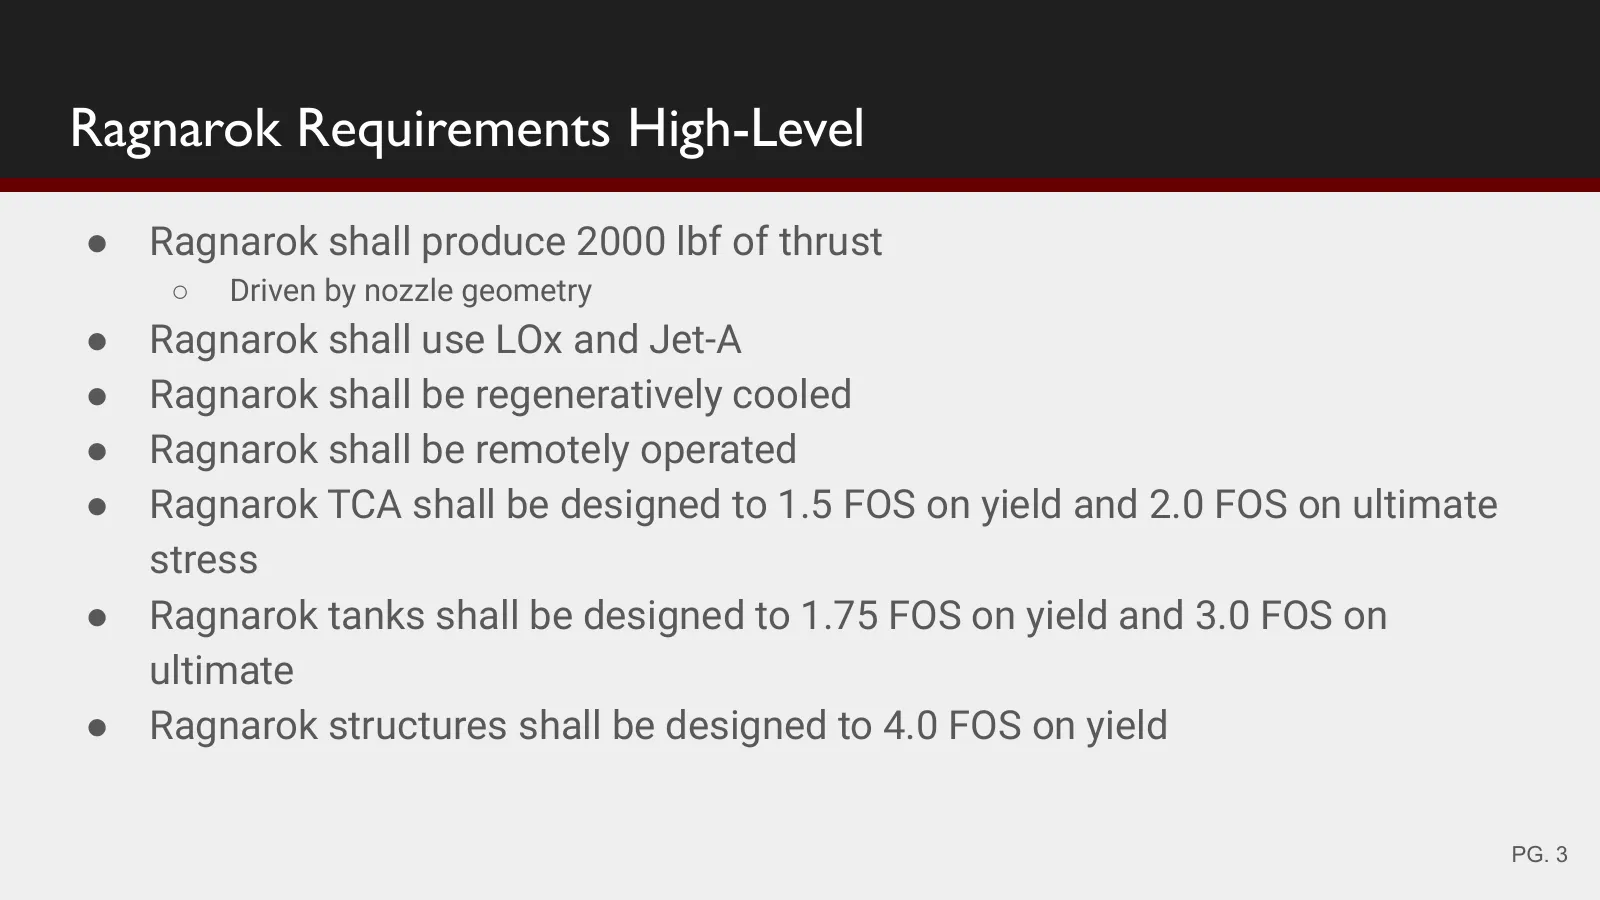 Ragnarok Requirements High-Level
● Ragnarok shall produce 2000 lbf of thrust
○ Driven by nozzle geometry
● Ragnarok shall use LOx and Jet-A
● Ragnarok shall be regeneratively cooled
● Ragnarok shall be remotely operated
● Ragnarok TCA shall be designed to 1.5 FOS on yield and 2.0 FOS on ultimate
stress
● Ragnarok tanks shall be designed to 1.75 FOS on yield and 3.0 FOS on
ultimate
● Ragnarok structures shall be designed to 4.0 FOS on yield
PG. 3